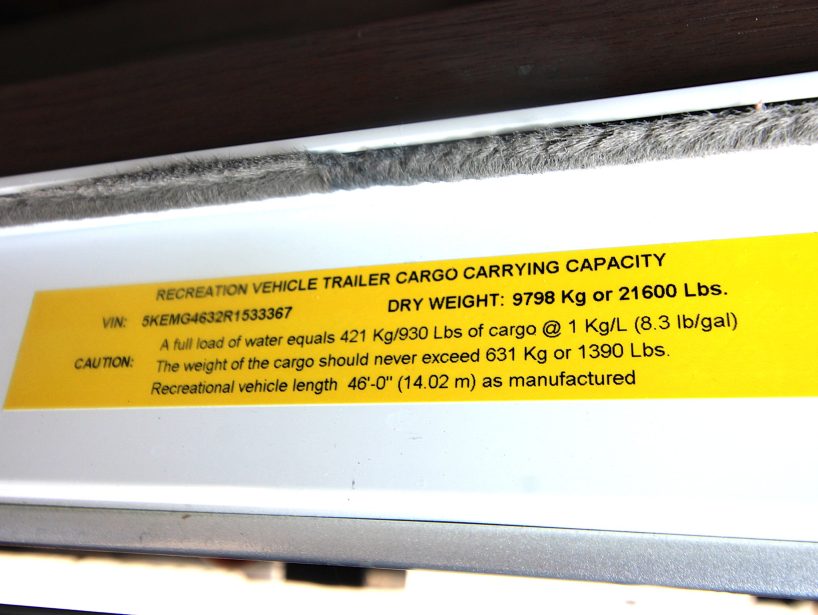 RECREATION VEHICLE TRAILER CARGO CARRYING CAPACITY
VIN: 5KEMG4632R1533367 DRY WEIGHT: 9798 Kg or 21600 Lbs.
A full load of water equals 421 Kg/930 Lbs of cargo @ 1 Kg/L (8.3 lb/gal)
CAUTION: The weight of the cargo should never exceed 631 Kg or 1390 Lbs.
Recreational vehicle length 46'-0" (14.02 m) as manufactured